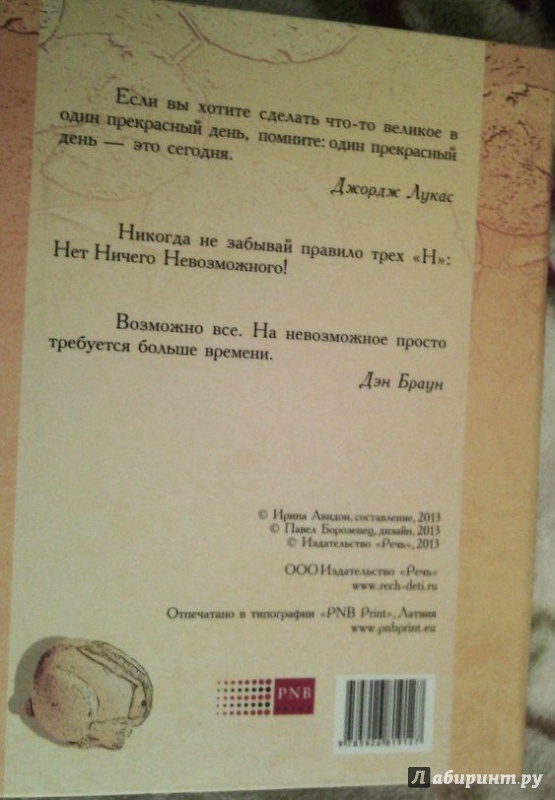 Если вы хотите сделать что-то великое в
один прекрасный день, помните: один прекрасный
день — это сегодня.
Джордж Лукас
Никогда не забывай правило трех «Н»:
Нет Ничего Невозможного!
Возможно все. На невозможное просто
требуется больше времени.
Дэн Браун
© Ирина Авидон, составление, 2013
© Павел Борозенец, дизайн, 2013
© Издательство «Речь», 2013
ООО Издательство «Речь»
www.rech-deti.ru
Отпечатано в типографии «PNB Print», Латвия
www.pnbprint.eu
PNB
PRINT
Лабиринт.ру